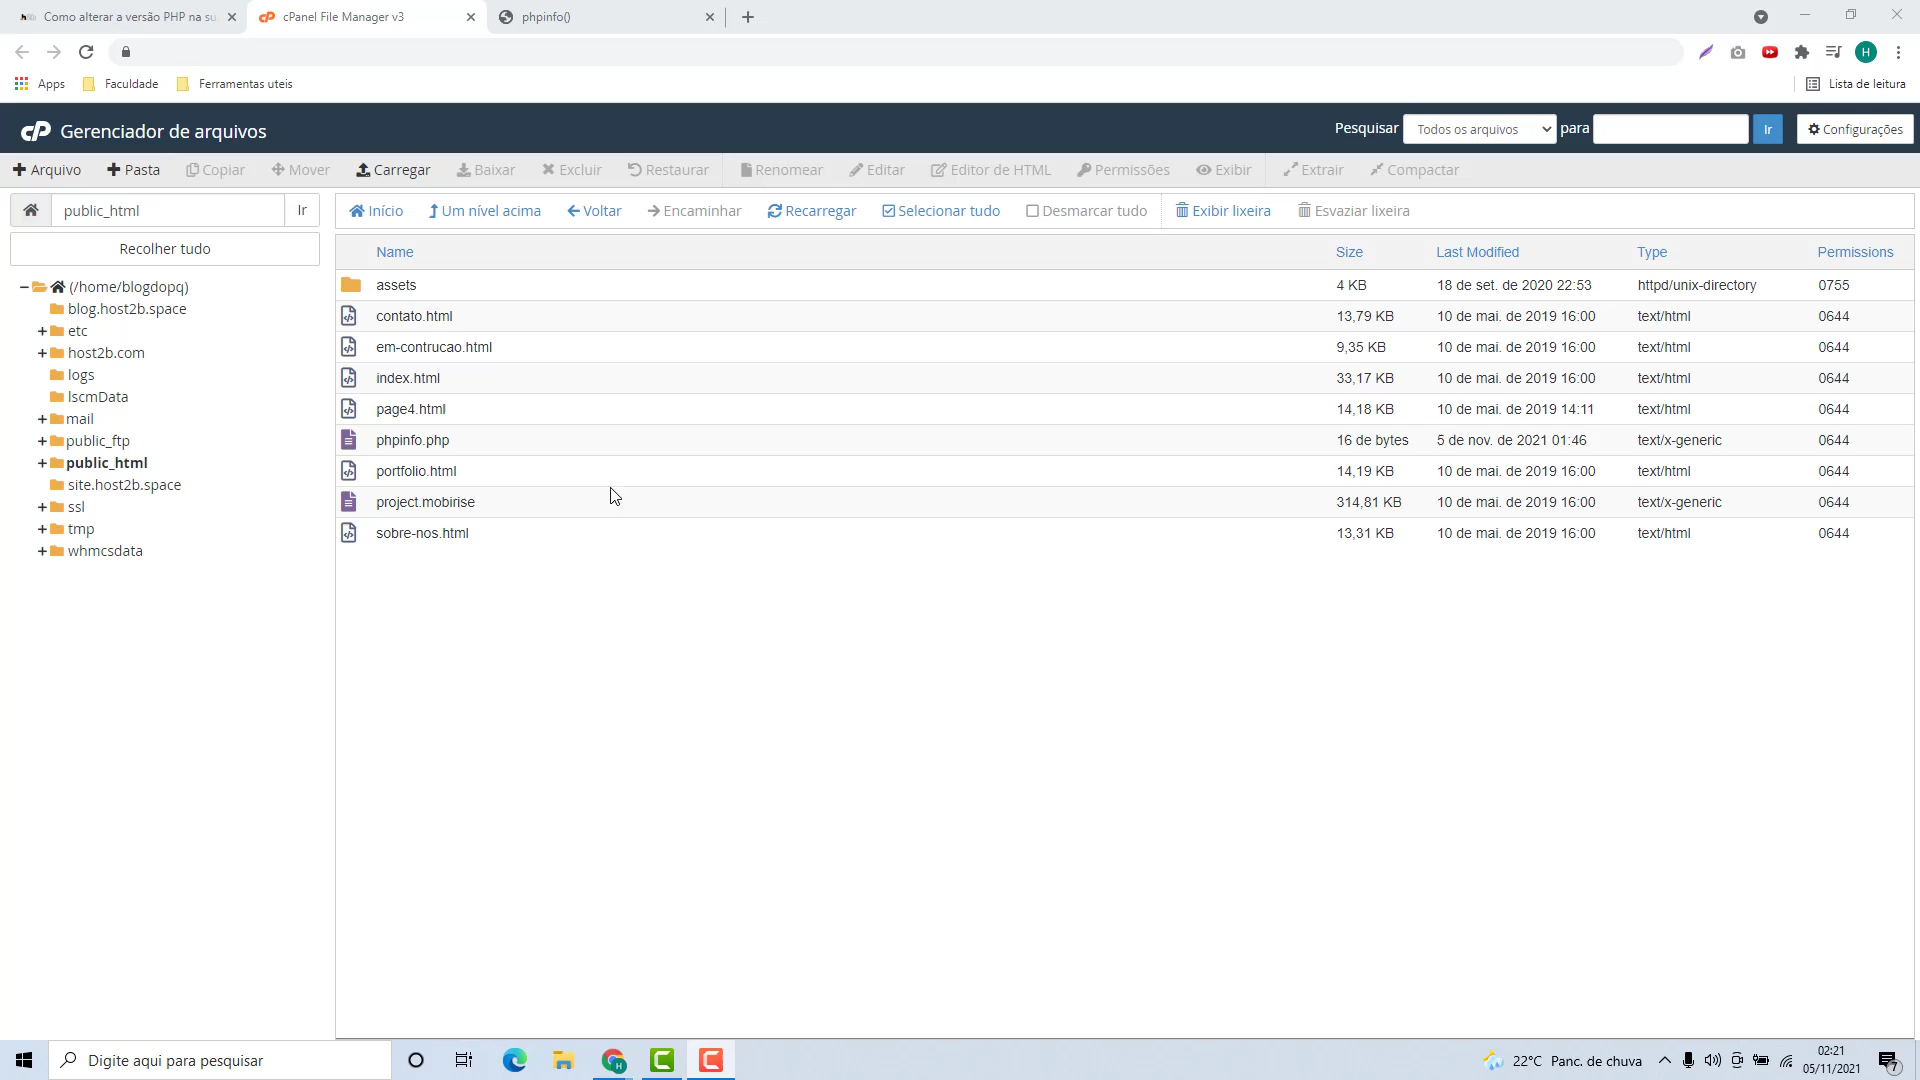 Como alterar a versão PHP na su
cPanel File Manager v3
phpinfo()
H
Apps
Faculdade
Ferramentas uteis
Lista de leitura
cP Gerenciador de arquivos
Pesquisar Todos os arquivos para Ir Configurações
Arquivo Pasta Copiar Mover Carregar Baixar Excluir Restaurar Renomear Editar Editor de HTML Permissões Exibir Extrair Compactar
public_html Ir
Início Um nível acima Voltar Encaminhar Recarregar Selecionar tudo Desmarcar tudo Exibir lixeira Esvaziar lixeira
Recolher tudo
(/home/blogdopq)
blog.host2b.space
etc
host2b.com
logs
lscmData
mail
public_ftp
public_html
site.host2b.space
ssl
tmp
whmcsdata
Name Size Last Modified Type Permissions
assets 4 KB 18 de set. de 2020 22:53 httpd/unix-directory 0755
contato.html 13,79 KB 10 de mai. de 2019 16:00 text/html 0644
em-contrucao.html 9,35 KB 10 de mai. de 2019 16:00 text/html 0644
index.html 33,17 KB 10 de mai. de 2019 16:00 text/html 0644
page4.html 14,18 KB 10 de mai. de 2019 14:11 text/html 0644
phpinfo.php 16 de bytes 5 de nov. de 2021 01:46 text/x-generic 0644
portfolio.html 14,19 KB 10 de mai. de 2019 16:00 text/html 0644
project.mobirise 314,81 KB 10 de mai. de 2019 16:00 text/x-generic 0644
sobre-nos.html 13,31 KB 10 de mai. de 2019 16:00 text/html 0644
Digite aqui para pesquisar
22°C Panc. de chuva
02:21
05/11/2021
7